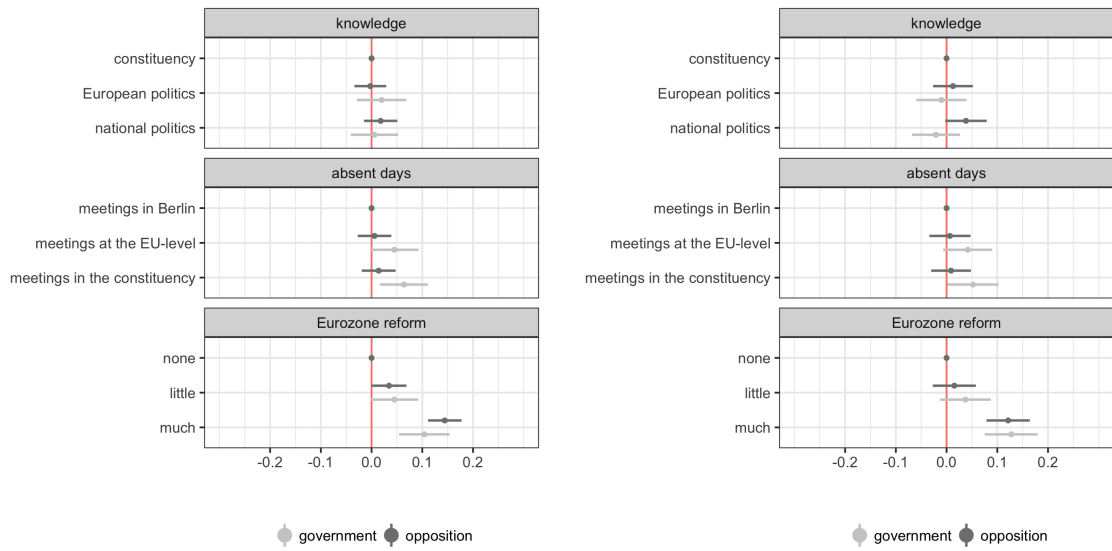 knowledge
constituency
European politics
national politics
absent days
meetings in Berlin
meetings at the EU-level
meetings in the constituency
Eurozone reform
none
little
much
-0.2 -0.1 0.0 0.1 0.2
government opposition
knowledge
constituency
European politics
national politics
absent days
meetings in Berlin
meetings at the EU-level
meetings in the constituency
Eurozone reform
none
little
much
-0.2 -0.1 0.0 0.1 0.2
government opposition